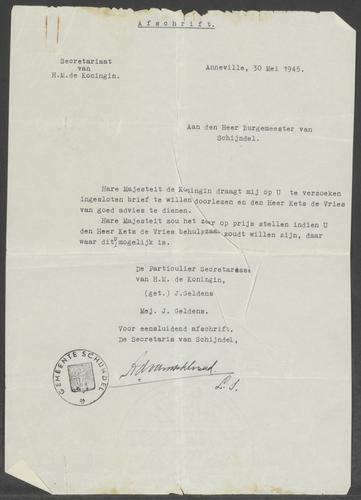 Afschrift.
Secretariaat
van
H.M.de Koningin.
Anneville, 30 Mei 1945.
Aan den Heer Burgemeester van
Schijndel.
Hare Majesteit de Koningin draagt mij op U te verzoeken
ingesloten brief te willen doorlezen en den Heer Kets de Vries
van goed advies te dienen.
Hare Majesteit zou het zeer op prijs stellen indien U
den Heer Kets de Vries behulpzaam zoudt willen zijn, daar
waar dit mogelijk is.
De Particulier Secretaresse
van H.M. de Koningin,
(get.) J.Geldens
Mej. J. Geldens.
Voor eensluidend afschrift.
De Secretaris van Schijndel,
GEMEENTE SCHIJNDEL
L.S.